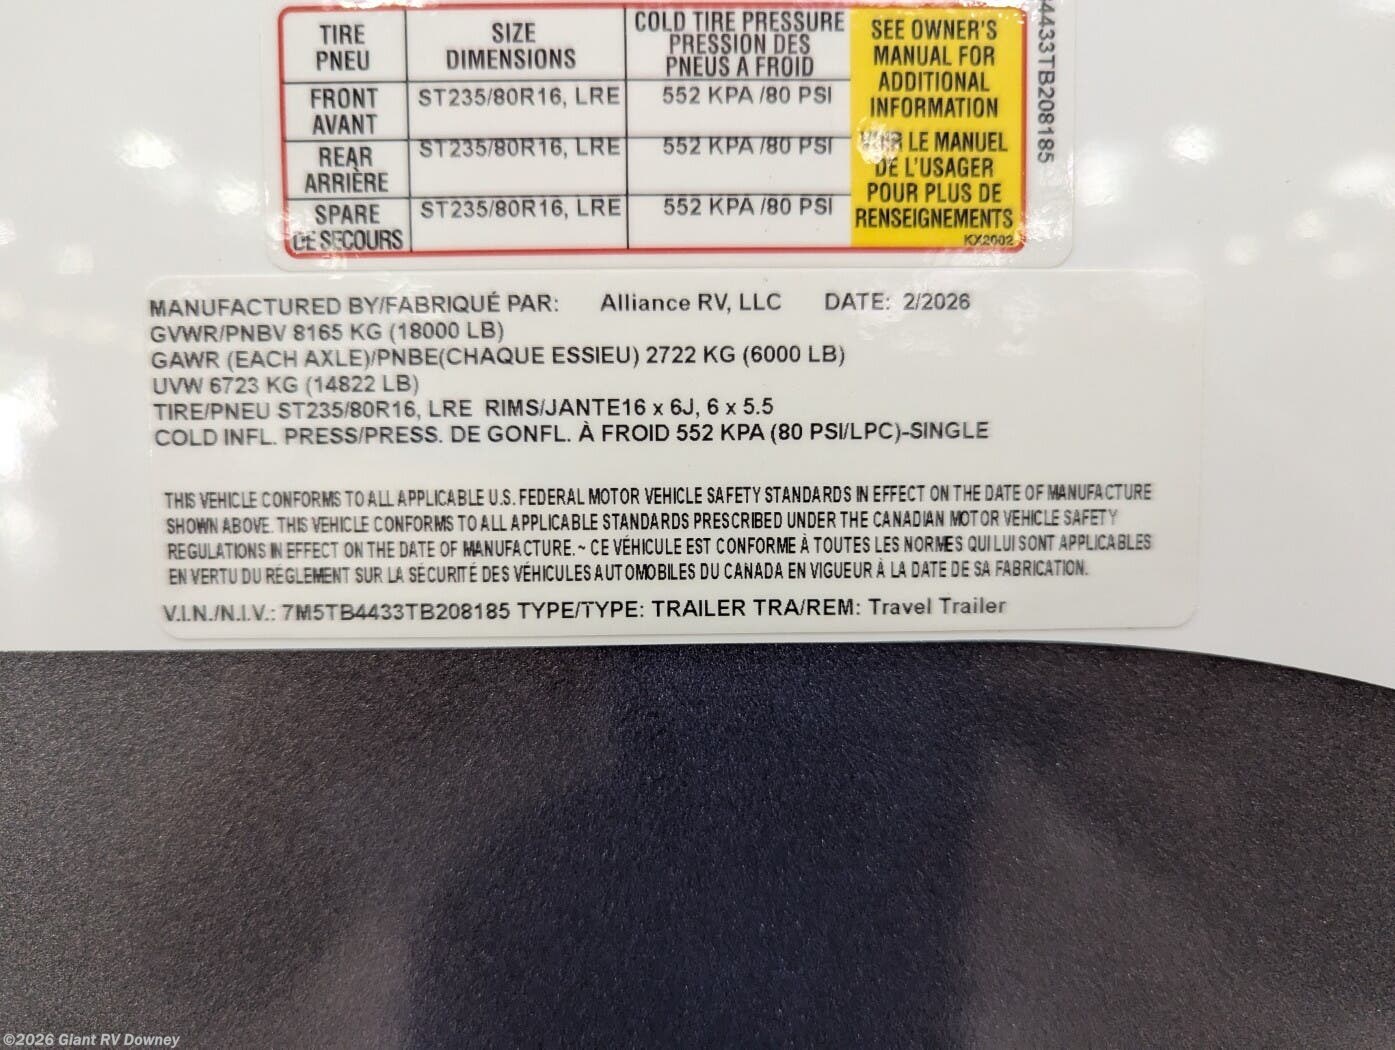 TIRE SIZE COLD TIRE PRESSURE SEE OWNER'S
PNEU DIMENSIONS PRESSION DES MANUAL FOR
PNEUS A FROID ADDITIONAL
INFORMATION
FRONT ST235/80R16, LRE 552 KPA /80 PSI
AVANT
REAR ST235/80R16, LRE 552 KPA /80 PSI
ARRIÈRE
SPARE ST235/80R16, LRE 552 KPA /80 PSI
DE SECOURS
VOIR LE MANUEL
DE L'USAGER
POUR PLUS DE
RENSEIGNEMENTS
KX2002
4433TB208185
MANUFACTURED BY/FABRIQUÉ PAR: Alliance RV, LLC DATE: 2/2026
GVWR/PNBV 8165 KG (18000 LB)
GAWR (EACH AXLE)/PNBE(CHAQUE ESSIEU) 2722 KG (6000 LB)
UVW 6723 KG (14822 LB)
TIRE/PNEU ST235/80R16, LRE RIMS/JANTE16 x 6J, 6 x 5.5
COLD INFL. PRESS/PRESS. DE GONFL. À FROID 552 KPA (80 PSI/LPC)-SINGLE
THIS VEHICLE CONFORMS TO ALL APPLICABLE U.S. FEDERAL MOTOR VEHICLE SAFETY STANDARDS IN EFFECT ON THE DATE OF MANUFACTURE
SHOWN ABOVE. THIS VEHICLE CONFORMS TO ALL APPLICABLE STANDARDS PRESCRIBED UNDER THE CANADIAN MOTOR VEHICLE SAFETY
REGULATIONS IN EFFECT ON THE DATE OF MANUFACTURE. ~ CE VÉHICULE EST CONFORME À TOUTES LES NORMES QUI LUI SONT APPLICABLES
EN VERTU DU RÈGLEMENT SUR LA SÉCURITÉ DES VÉHICULES AUTOMOBILES DU CANADA EN VIGUEUR À LA DATE DE SA FABRICATION.
V.I.N./N.I.V.: 7M5TB4433TB208185 TYPE/TYPE: TRAILER TRA/REM: Travel Trailer
©2026 Giant RV Downey